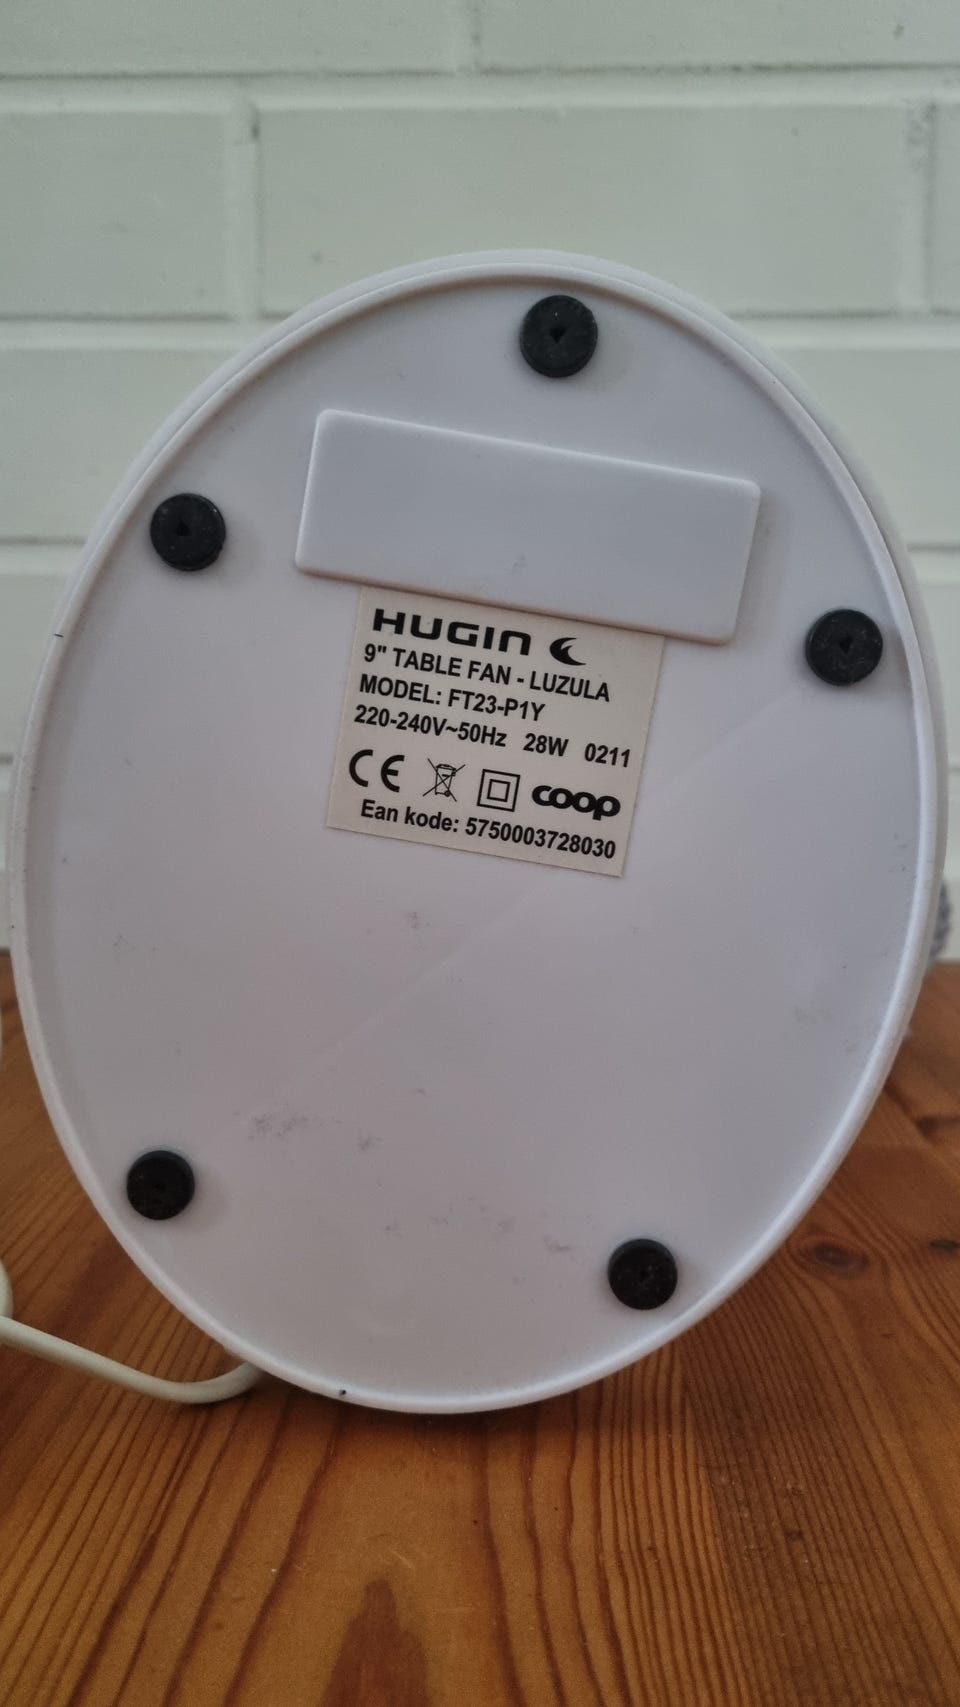 HUGIN
9" TABLE FAN - LUZULA
MODEL: FT23-P1Y
220-240V~50Hz 28W 0211
CE coop
Ean kode: 5750003728030